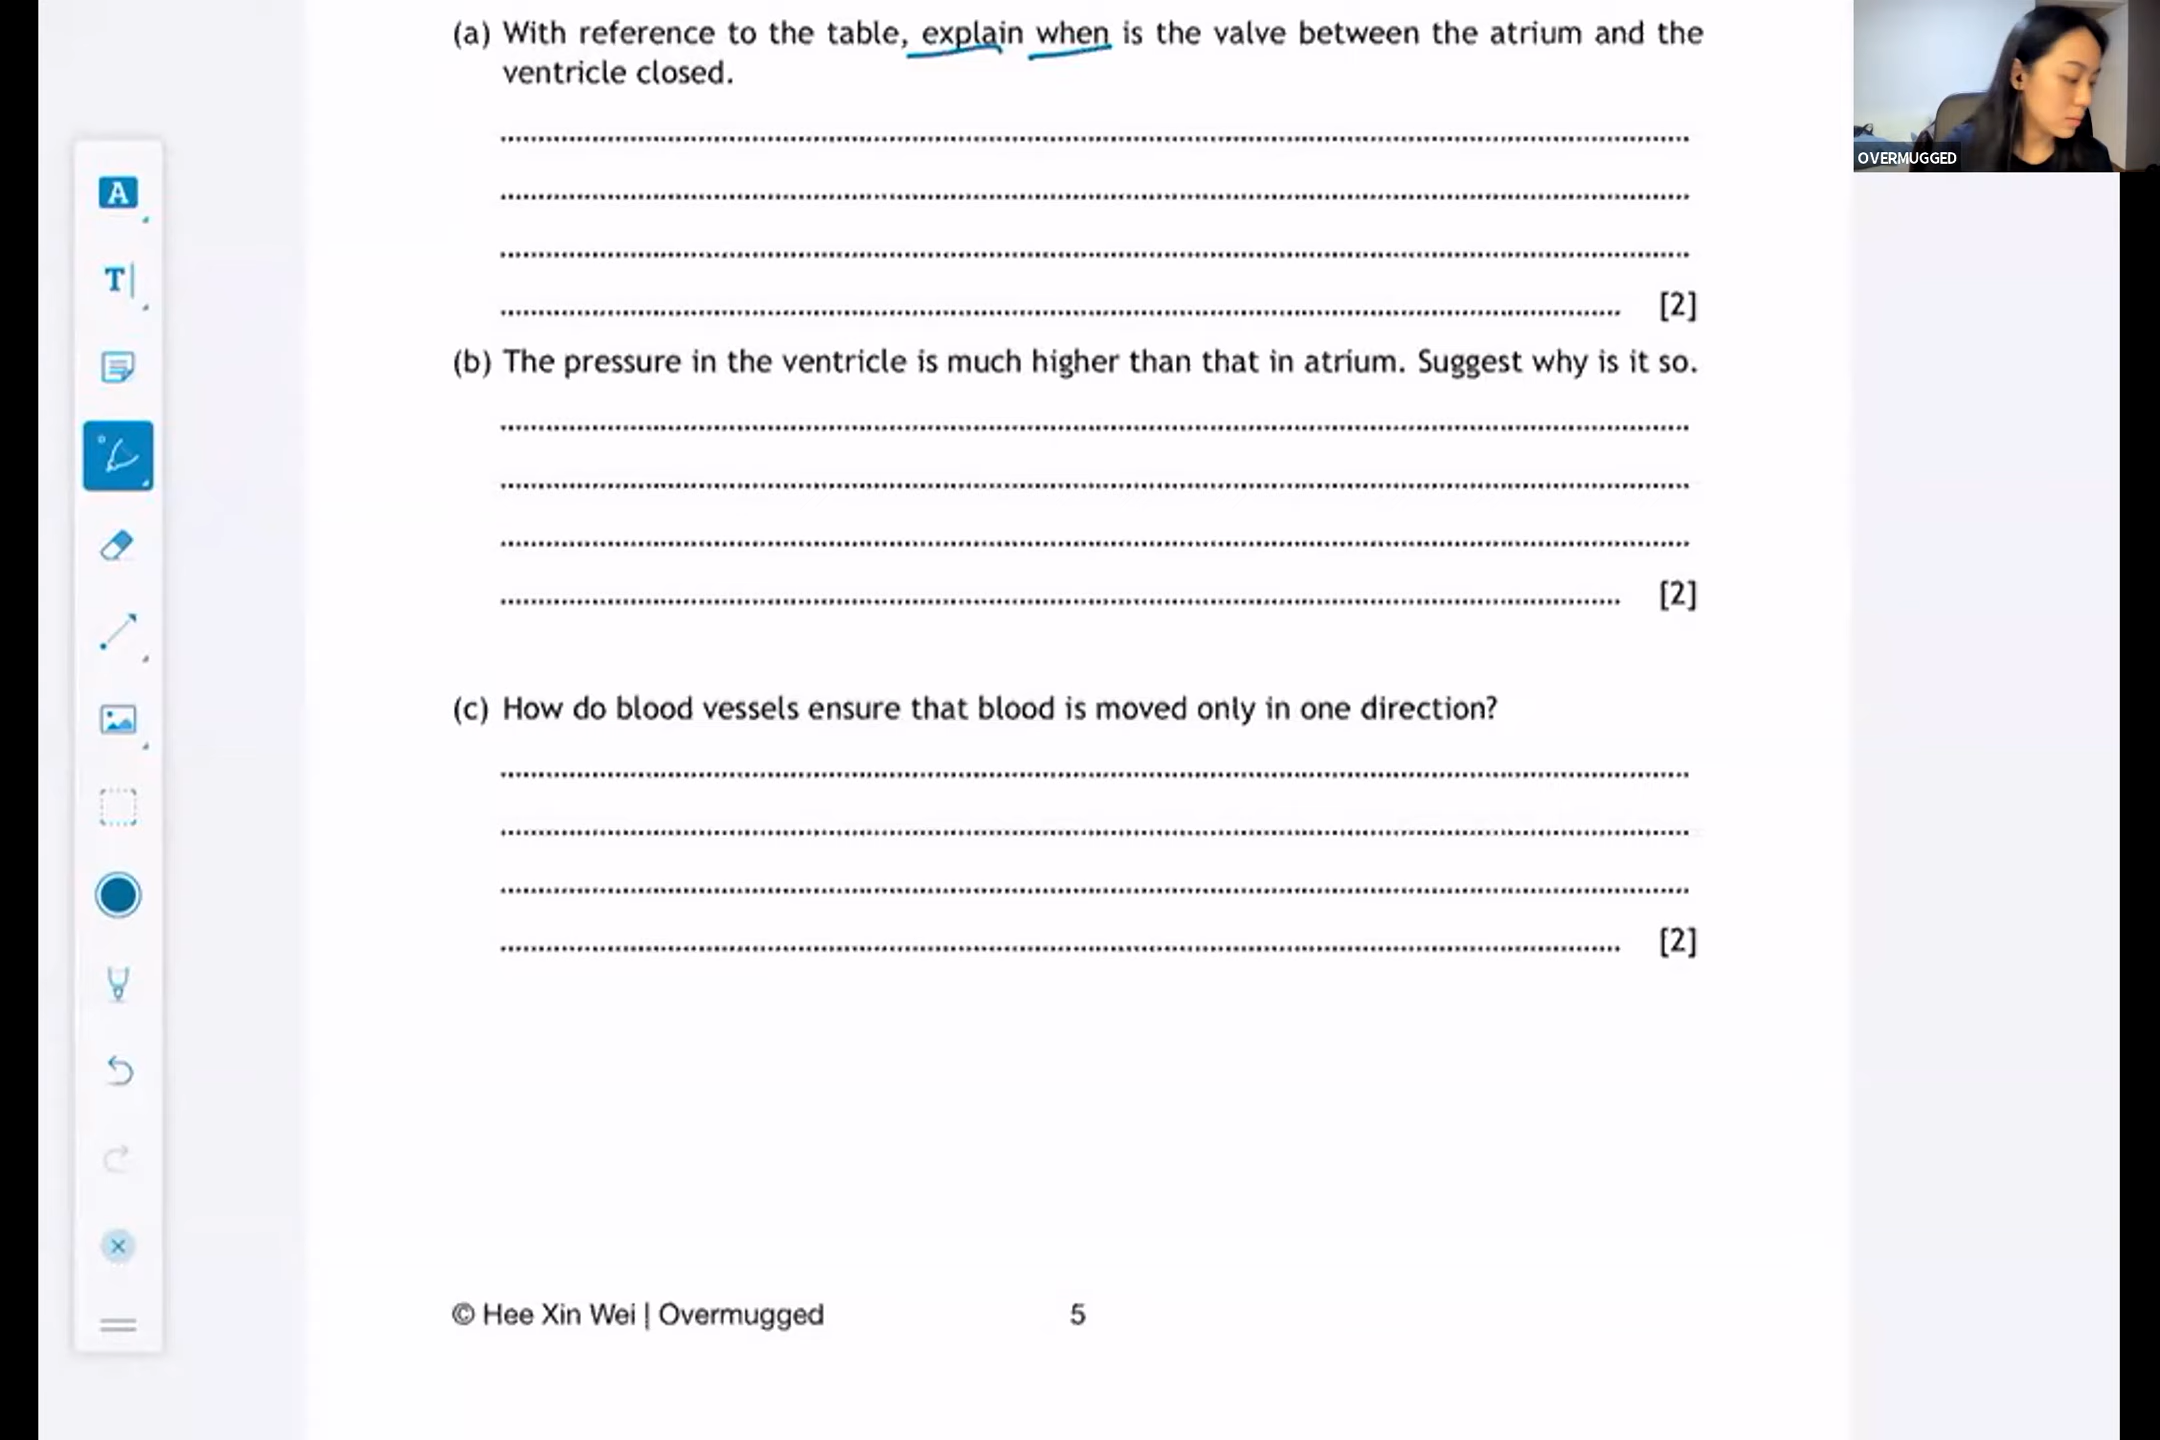 (a) With reference to the table, explain when is the valve between the atrium and the
ventricle closed.
[2]
(b) The pressure in the ventricle is much higher than that in atrium. Suggest why is it so.
[2]
(c) How do blood vessels ensure that blood is moved only in one direction?
[2]
© Hee Xin Wei | Overmugged
5
OVERMUGGED
A
T